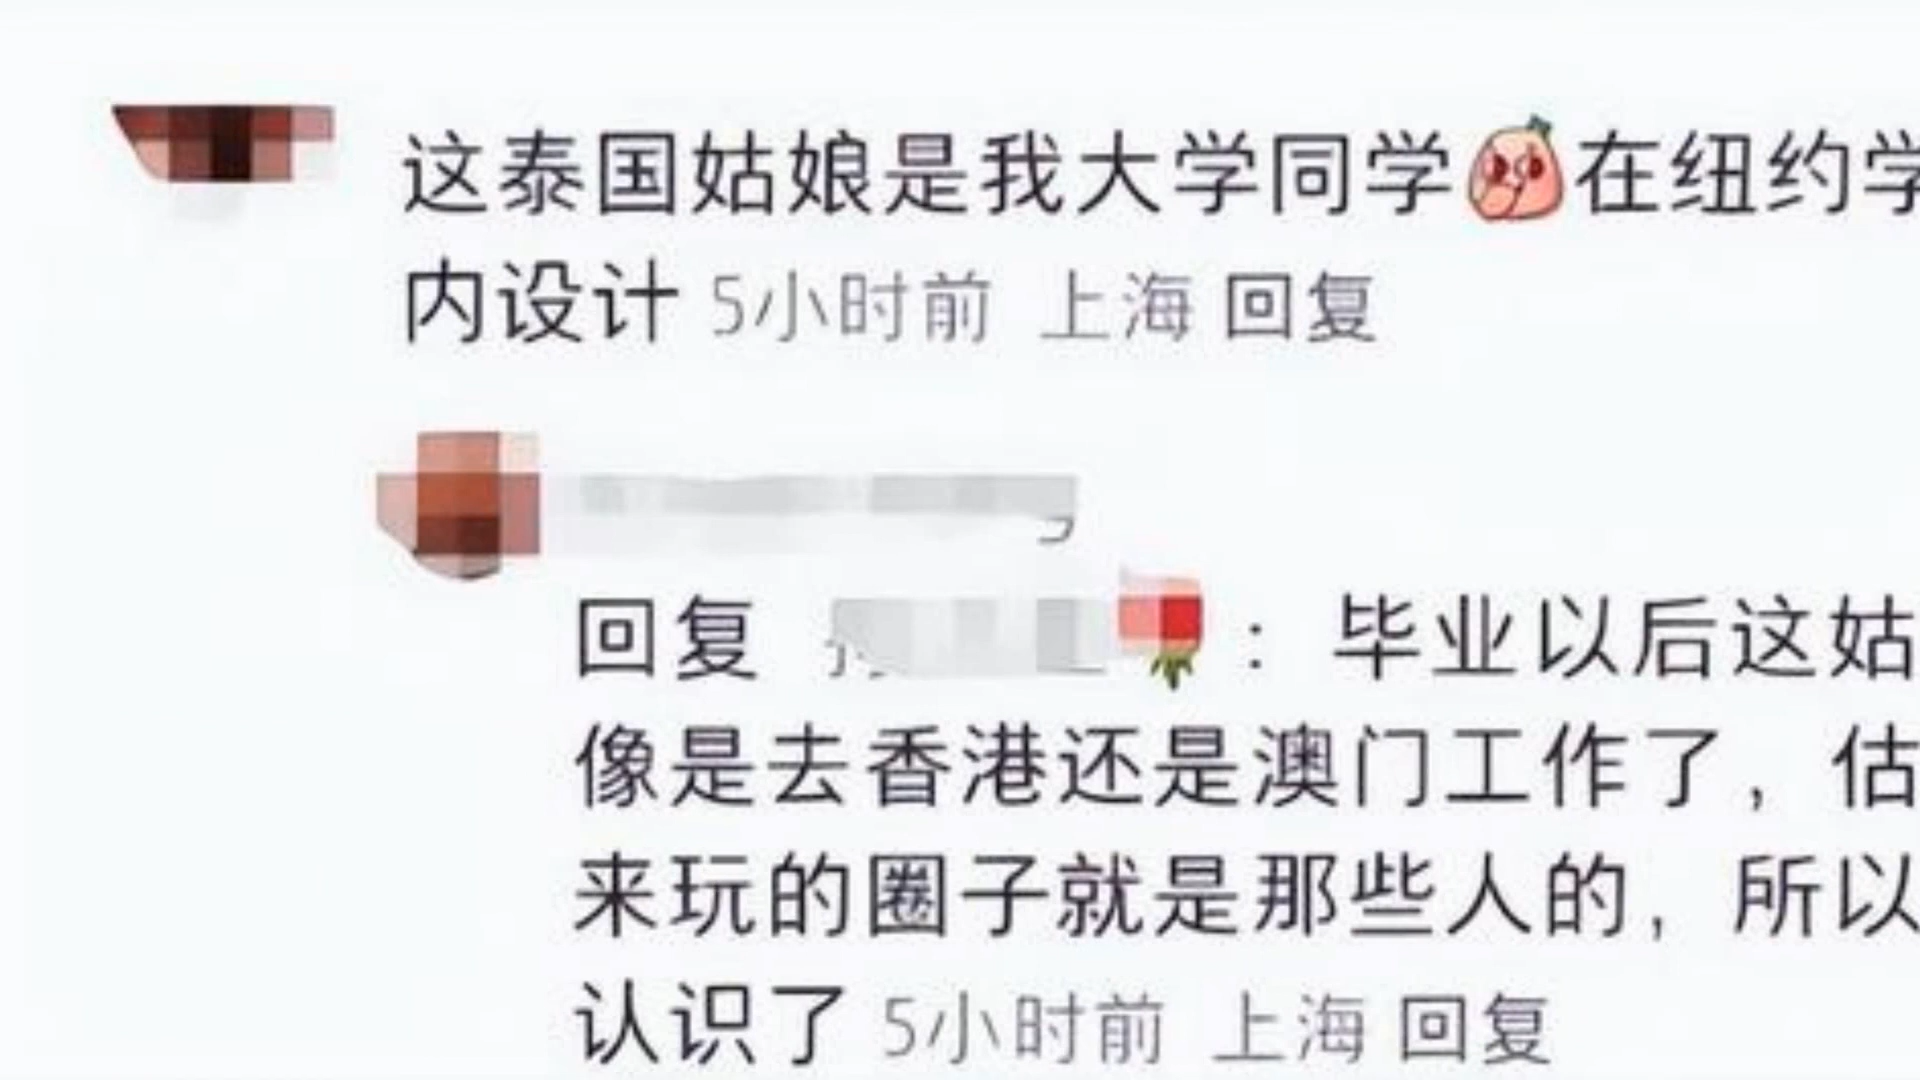 这泰国姑娘是我大学同学在纽约学
内设计 5小时前 上海 回复
回复 ：毕业以后这姑
像是去香港还是澳门工作了，估
来玩的圈子就是那些人的，所以
认识了 5小时前 上海 回复